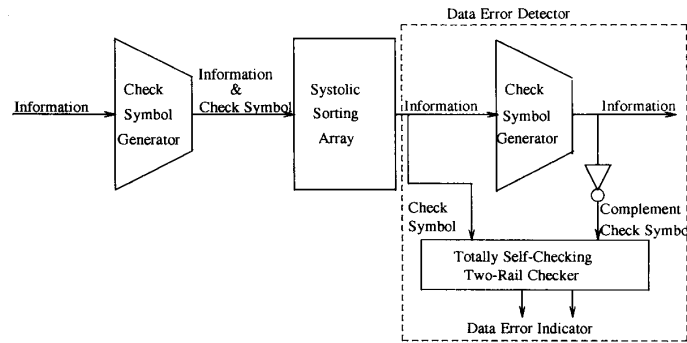 Data Error Detector
Information
Check
Symbol
Generator
Information
&
Check Symbol
Systolic
Sorting
Array
Information
Check
Symbol
Generator
Information
Check
Symbol
Complement
Check Symbo
Totally Self-Checking
Two-Rail Checker
Data Error Indicator